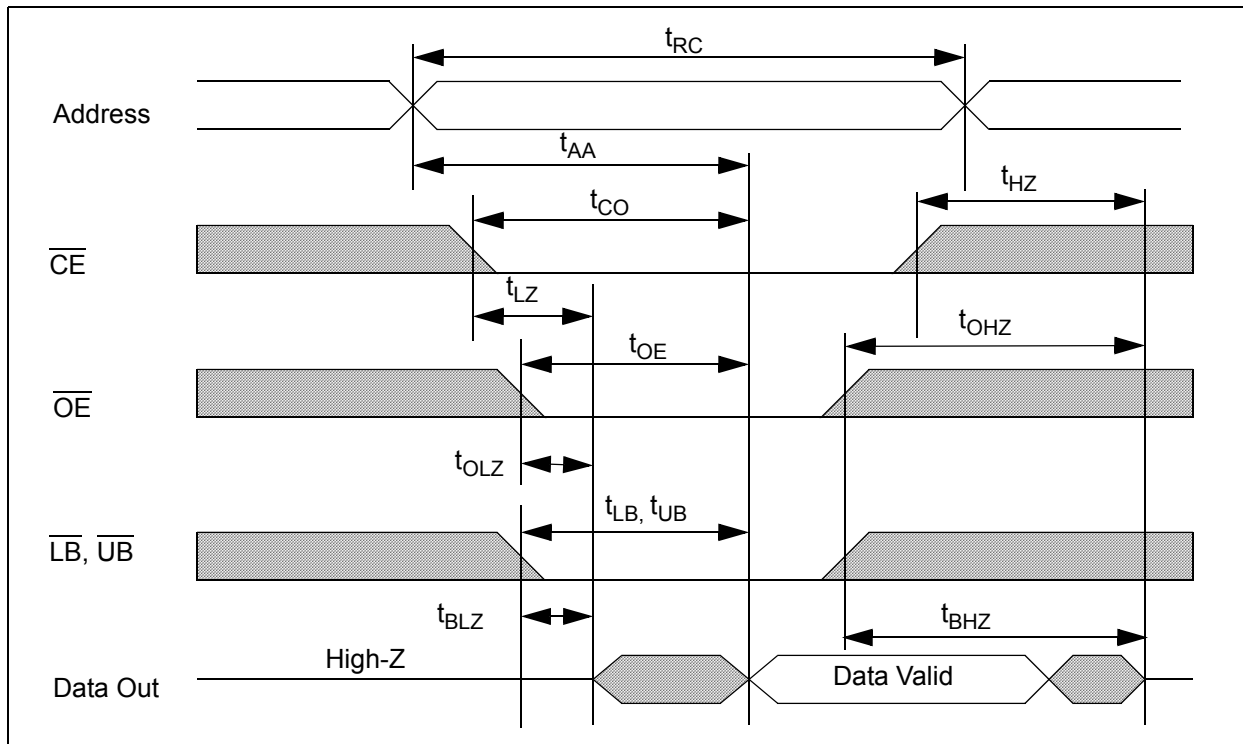 tRC
Address
tAA
tHZ
tCO
CE
tLZ
tOHZ
tOE
OE
tOLZ
tLB, tUB
LB, UB
tBLZ
tBHZ
High-Z
Data Out
Data Valid